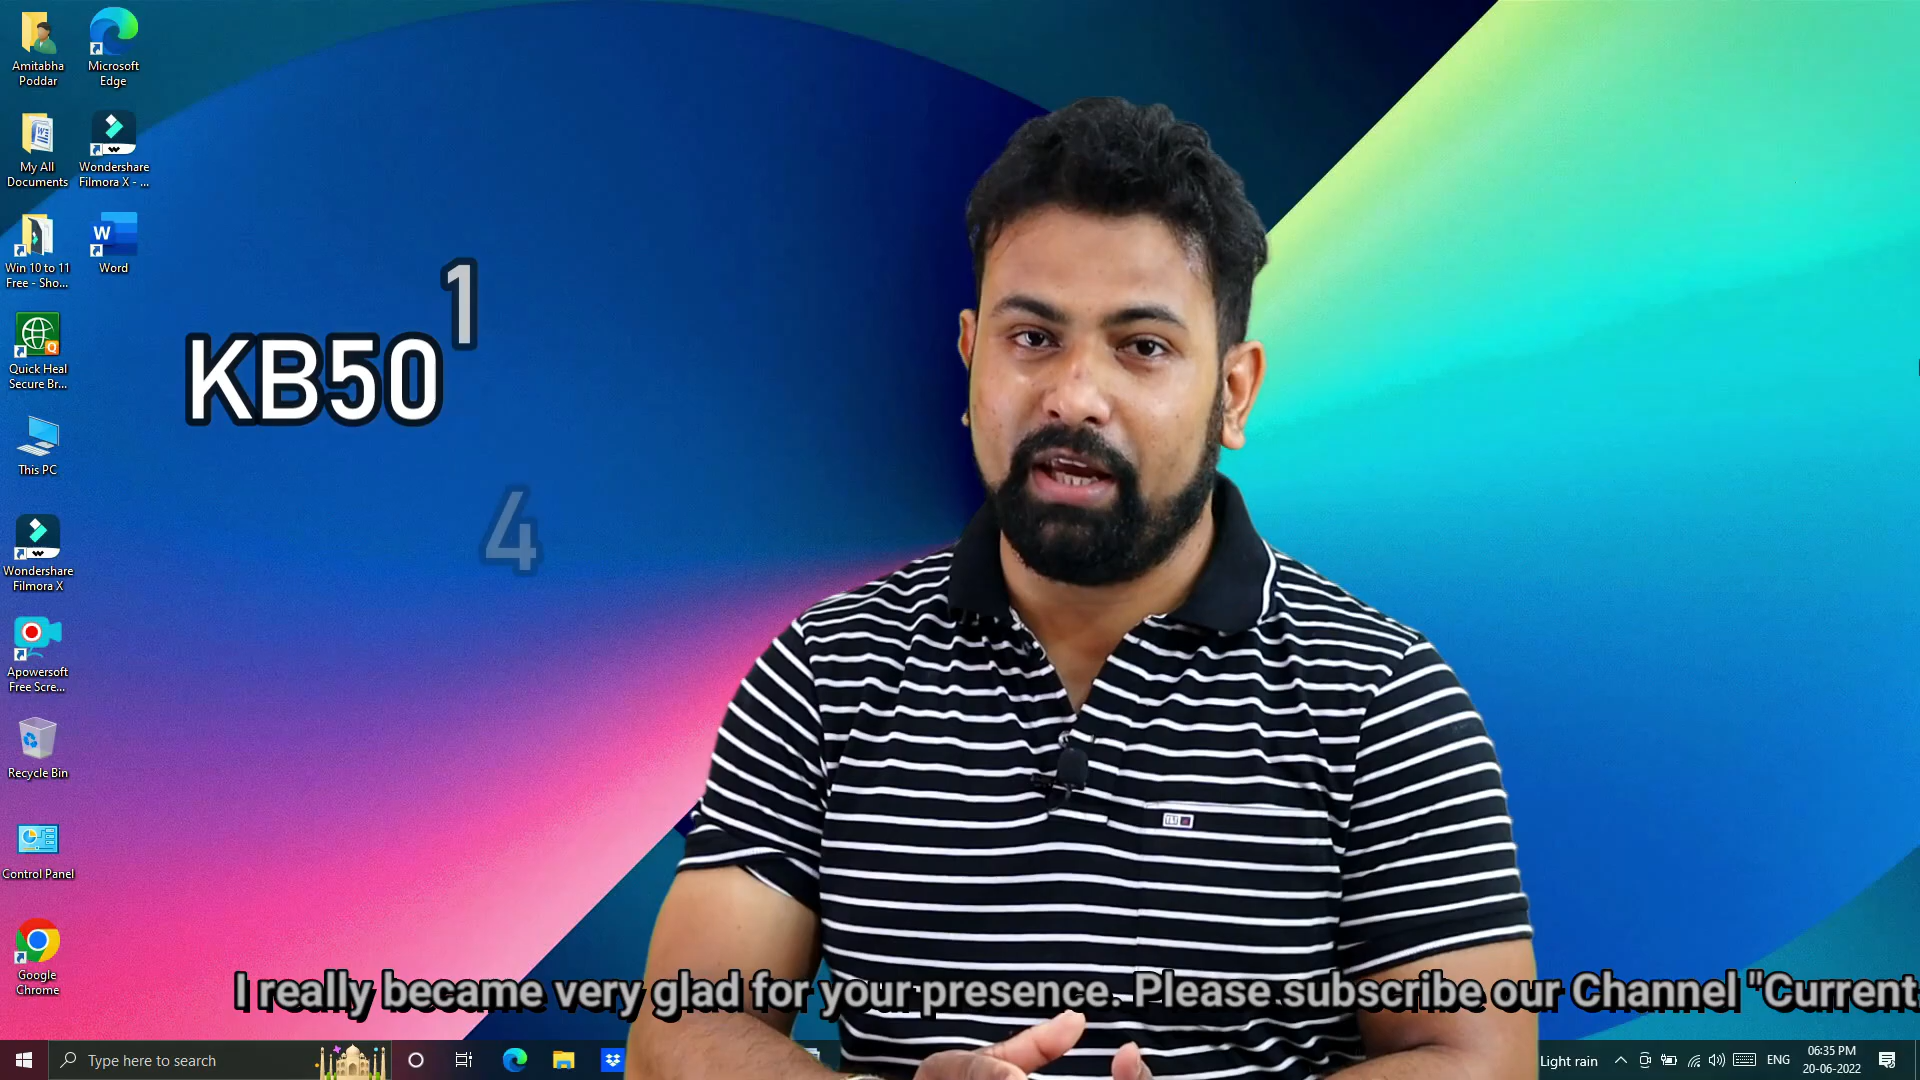 Amitabha
Poddar
Microsoft
Edge
My All
Documents
Wondershare
Filmora X - ...
Win 10 to 11
Free - Sho...
Word
Quick Heal
Secure Br...
This PC
Wondershare
Filmora X
Apowersoft
Free Scre...
Recycle Bin
Control Panel
Google
Chrome
KB50
1
4
I really became very glad for your presence. Please subscribe our Channel "Current
Type here to search
Light rain
ENG
06:35 PM
20-06-2022